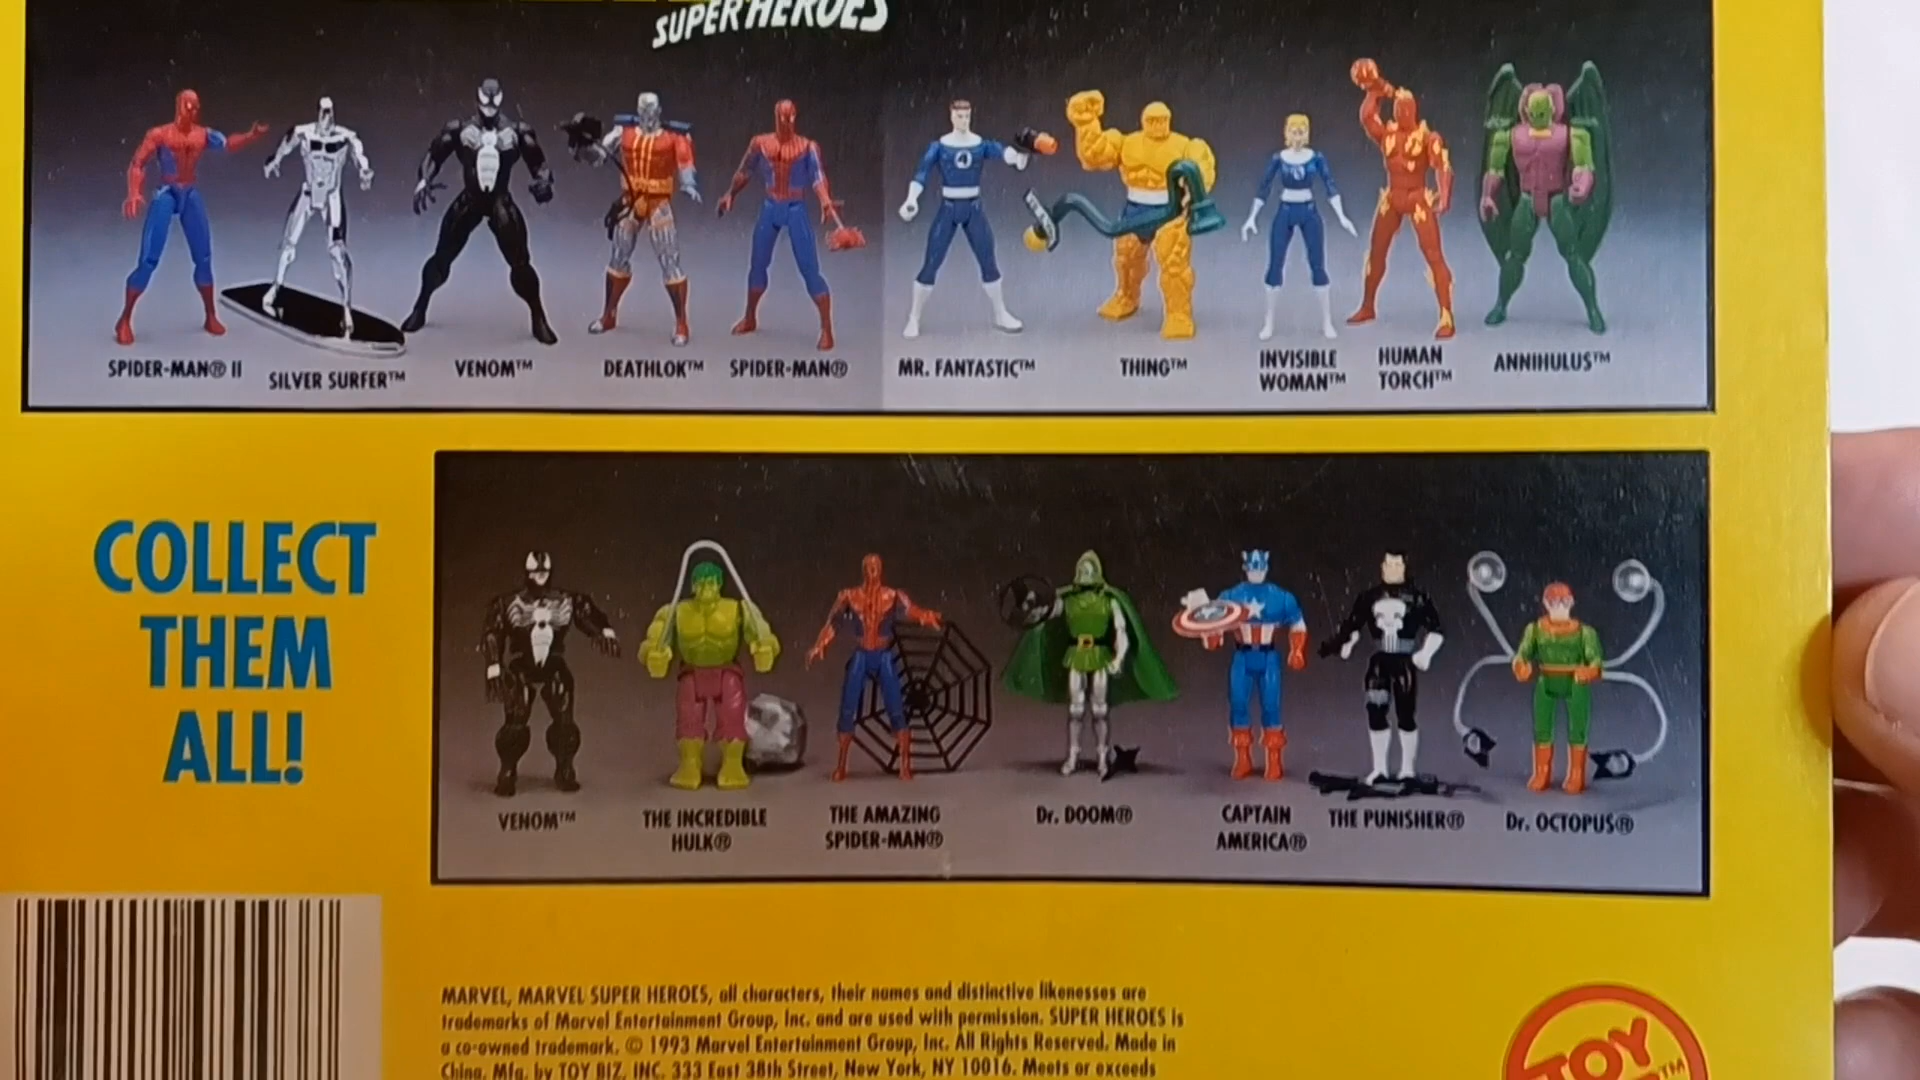 SUPER HEROES
SPIDER-MAN® II
SILVER SURFER™
VENOM™
DEATHLOK™
SPIDER-MAN®
MR. FANTASTIC™
THING™
INVISIBLE
WOMAN™
HUMAN
TORCH™
ANNIHULUS™
COLLECT
THEM
ALL!
VENOM™
THE INCREDIBLE
HULK®
THE AMAZING
SPIDER-MAN®
Dr. DOOM®
CAPTAIN
AMERICA®
THE PUNISHER®
Dr. OCTOPUS®
MARVEL, MARVEL SUPER HEROES, all characters, their names and distinctive likenesses are
trademarks of Marvel Entertainment Group, Inc. and are used with permission. SUPER HEROES is
a co-owned trademark. © 1993 Marvel Entertainment Group, Inc. All Rights Reserved. Made in
China. Mfg. by TOY BIZ, INC. 333 East 38th Street, New York, NY 10016. Meets or exceeds
TOY
™